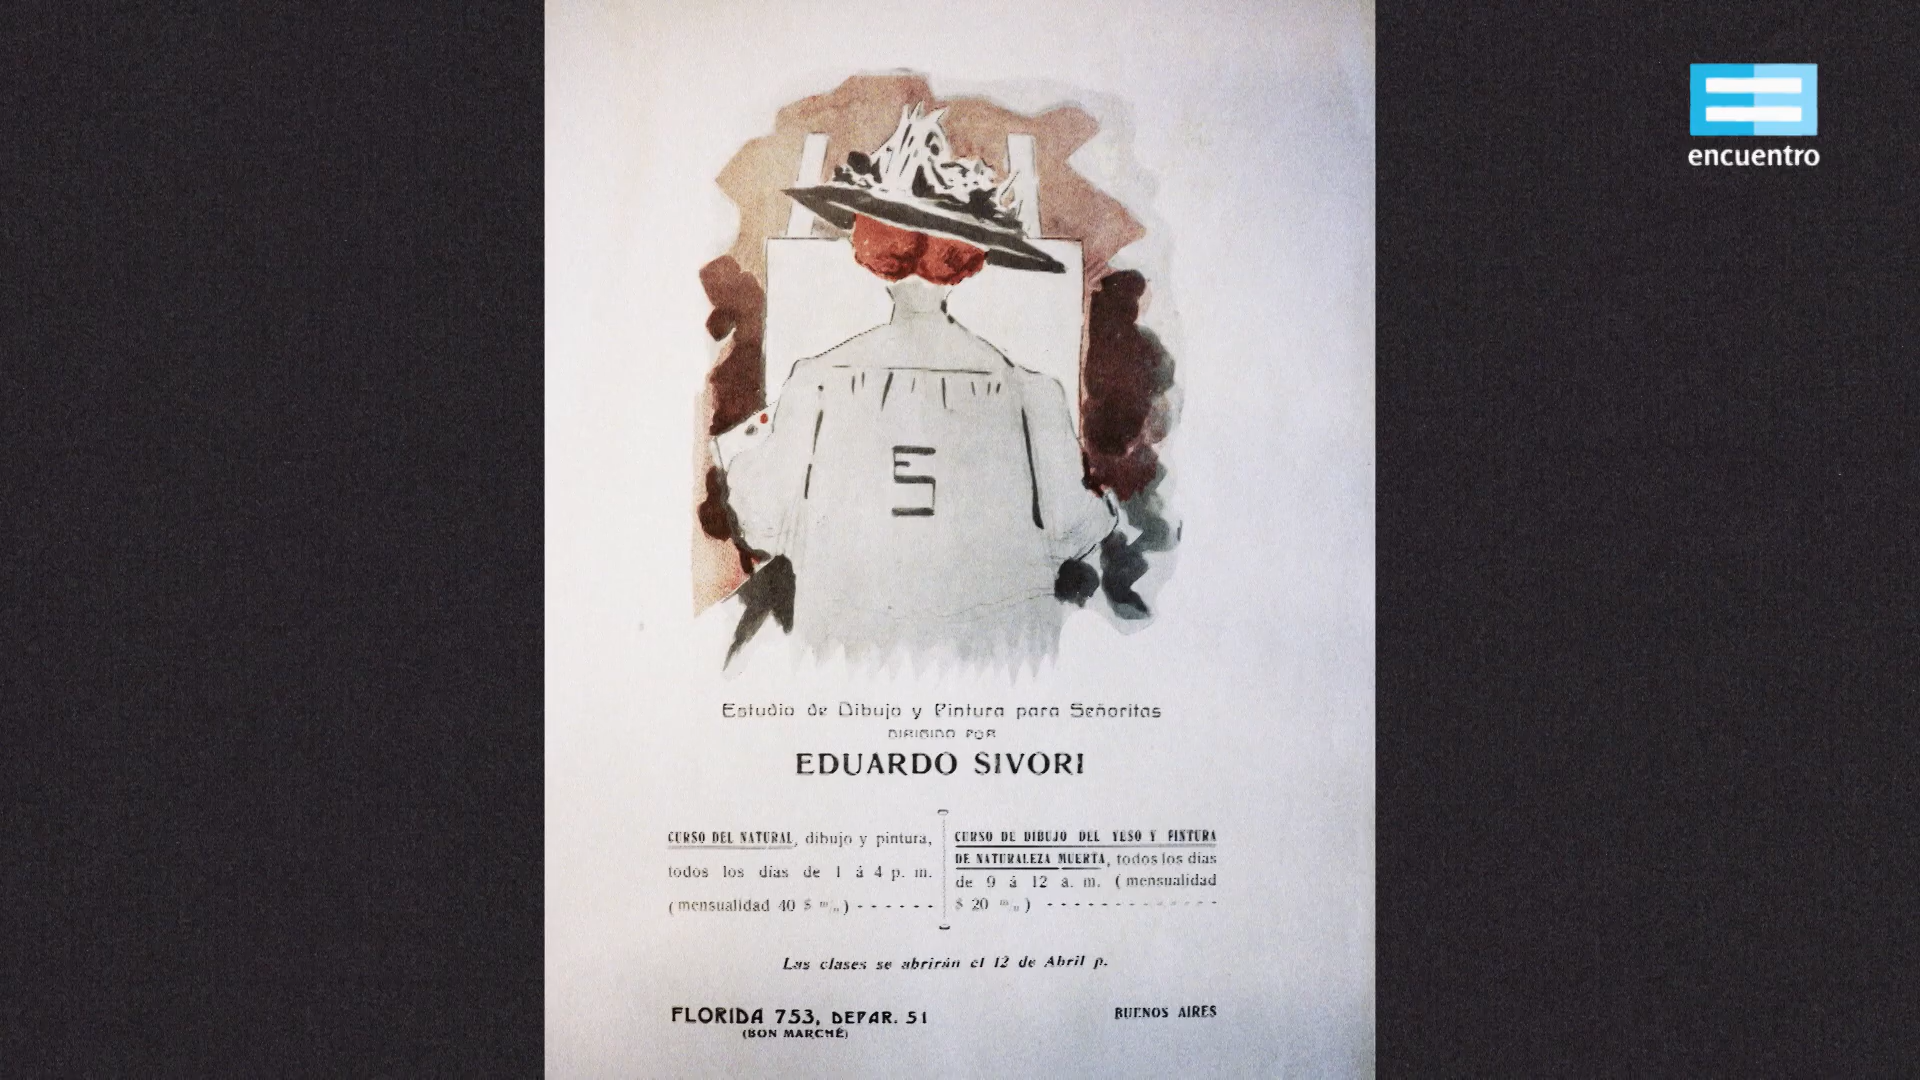 encuentro
ES
Estudio de Dibujo y Pintura para Señoritas
DIRIGIDO POR
EDUARDO SIVORI
CURSO DEL NATURAL, dibujo y pintura,
todos los dias de 1 á 4 p. m.
(mensualidad 40 $ m/n) - - - - - -
CURSO DE DIBUJO DEL YESO Y PINTURA
DE NATURALEZA MUERTA, todos los dias
de 9 á 12 a. m. (mensualidad
$ 20 m/n) - - - - - - - - - - - - -
Las clases se abrirán el 12 de Abril p.
FLORIDA 753, DEPAR. 51
(BON MARCHÉ)
BUENOS AIRES